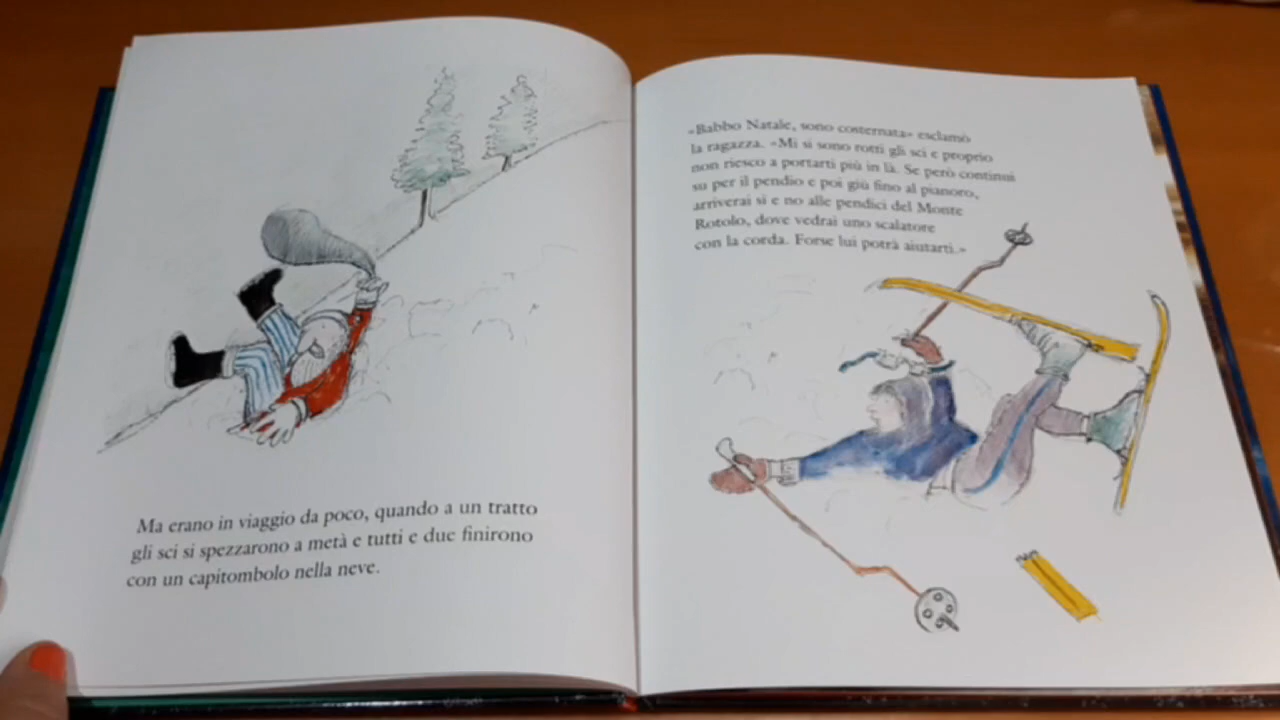 Ma erano in viaggio da poco, quando a un tratto
gli sci si spezzarono a metà e tutti e due finirono
con un capitombolo nella neve.
«Babbo Natale, sono costernata» esclamò
la ragazza. «Mi si sono rotti gli sci e proprio
non riesco a portarti più in là. Se però continui
su per il pendio e poi giù fino al pianoro,
arriverai sì e no alle pendici del Monte
Rotolo, dove vedrai uno scalatore
con la corda. Forse lui potrà aiutarti.»